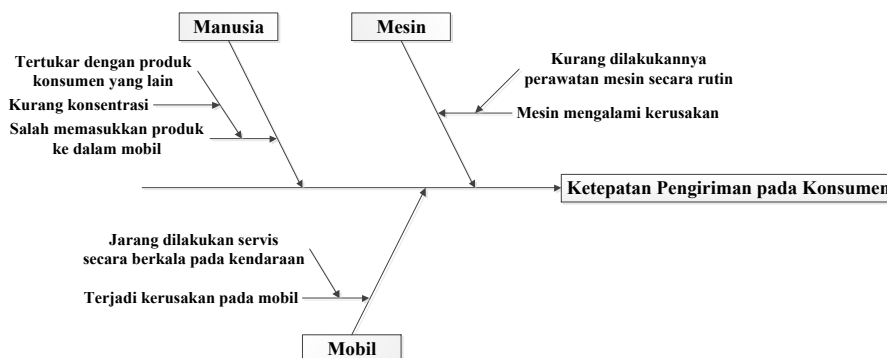 Manusia
Mesin
Tertukar dengan produk
konsumen yang lain
Kurang konsentrasi
Salah memasukkan produk
ke dalam mobil
Kurang dilakukannya
perawatan mesin secara rutin
Mesin mengalami kerusakan
Ketepatan Pengiriman pada Konsumen
Jarang dilakukan servis
secara berkala pada kendaraan
Terjadi kerusakan pada mobil
Mobil